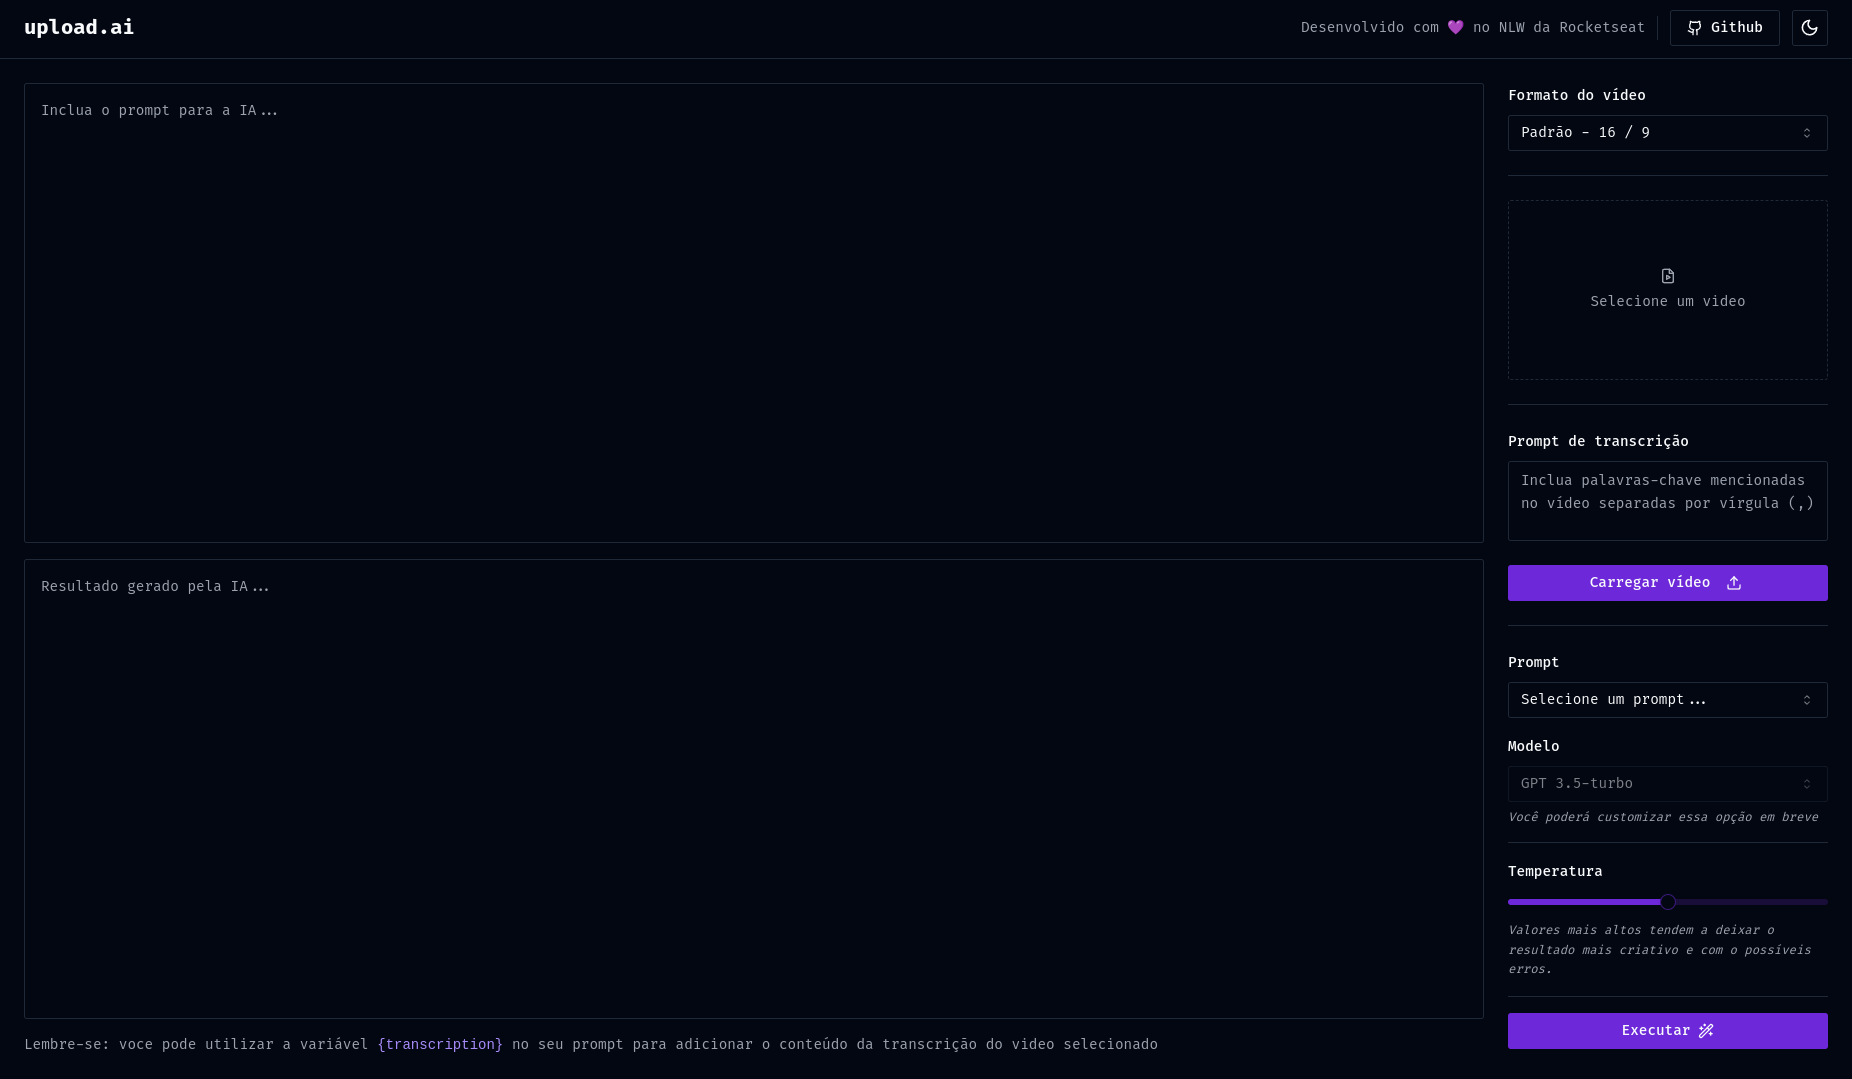 upload.ai
Desenvolvido com 💜 no NLW da Rocketseat
Github
Inclua o prompt para a IA...
Resultado gerado pela IA...
Lembre-se: voce pode utilizar a variável {transcription} no seu prompt para adicionar o conteúdo da transcrição do video selecionado
Formato do vídeo
Padrão - 16 / 9
Selecione um video
Prompt de transcrição
Inclua palavras-chave mencionadas
no vídeo separadas por vírgula (,)
Carregar vídeo
Prompt
Selecione um prompt...
Modelo
GPT 3.5-turbo
Você poderá customizar essa opção em breve
Temperatura
Valores mais altos tendem a deixar o
resultado mais criativo e com o possíveis
erros.
Executar